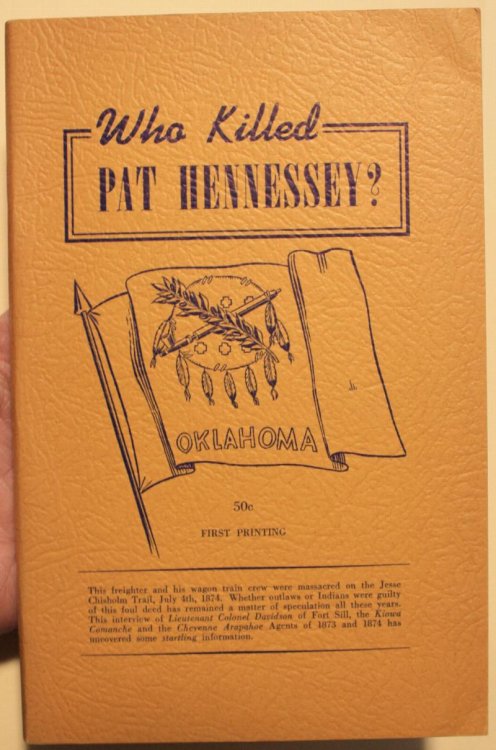 Who Killed
PAT HENNESSEY?
OKLAHOMA
50c
FIRST PRINTING
This freighter and his wagon train crew were massacred on the Jesse
Chisholm Trail, July 4th, 1874. Whether outlaws or Indians were guilty
of this foul deed has remained a matter of speculation all these years.
This interview of Lieutenant Colonel Davidson of Fort Sill, the Kiowa
Comanche and the Cheyenne Arapahoe Agents of 1873 and 1874 has
uncovered some startling information.